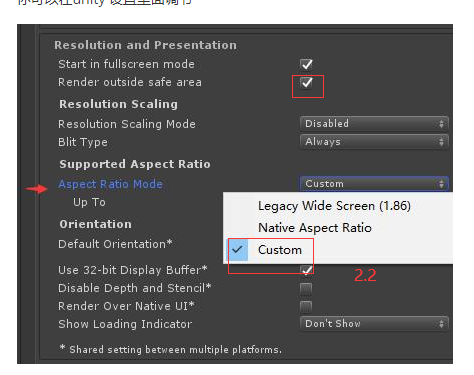 你可以在unity 设置里面调节
Resolution and Presentation
Start in fullscreen mode
Render outside safe area
Resolution Scaling
Resolution Scaling Mode Disabled
Blit Type Always
Supported Aspect Ratio
Aspect Ratio Mode Custom
Up To
Legacy Wide Screen (1.86)
Native Aspect Ratio
Custom
Orientation
Default Orientation*
Use 32-bit Display Buffer*
2.2
Disable Depth and Stencil*
Render Over Native UI*
Show Loading Indicator Don't Show
* Shared setting between multiple platforms.